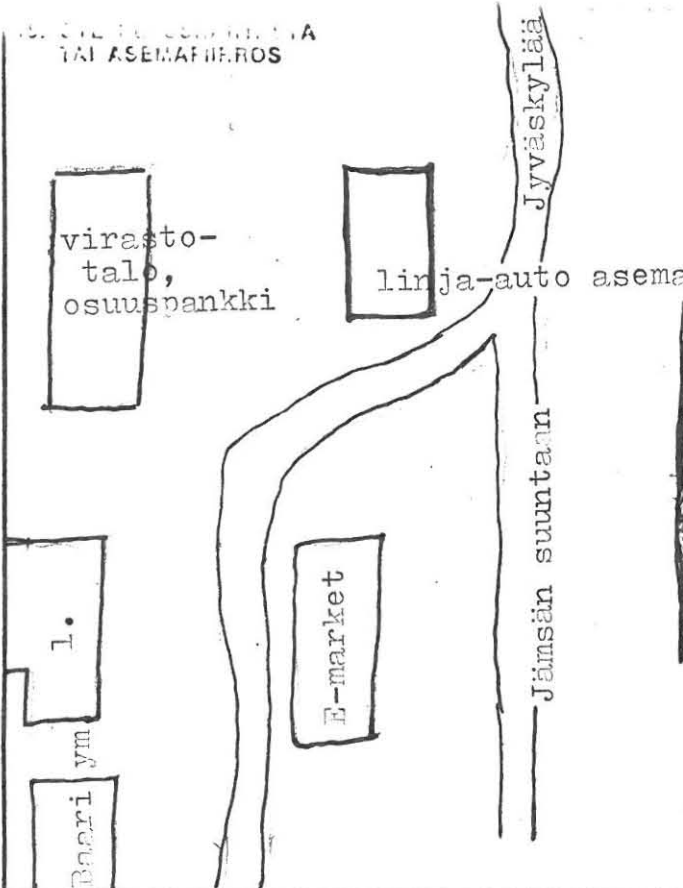 TAI ASEMAPIIRROS
Jyväskylää
virasto-
talo,
osuuspankki
linja-auto asema
Jämsän suuntaan
E-market
1.
Baari ym